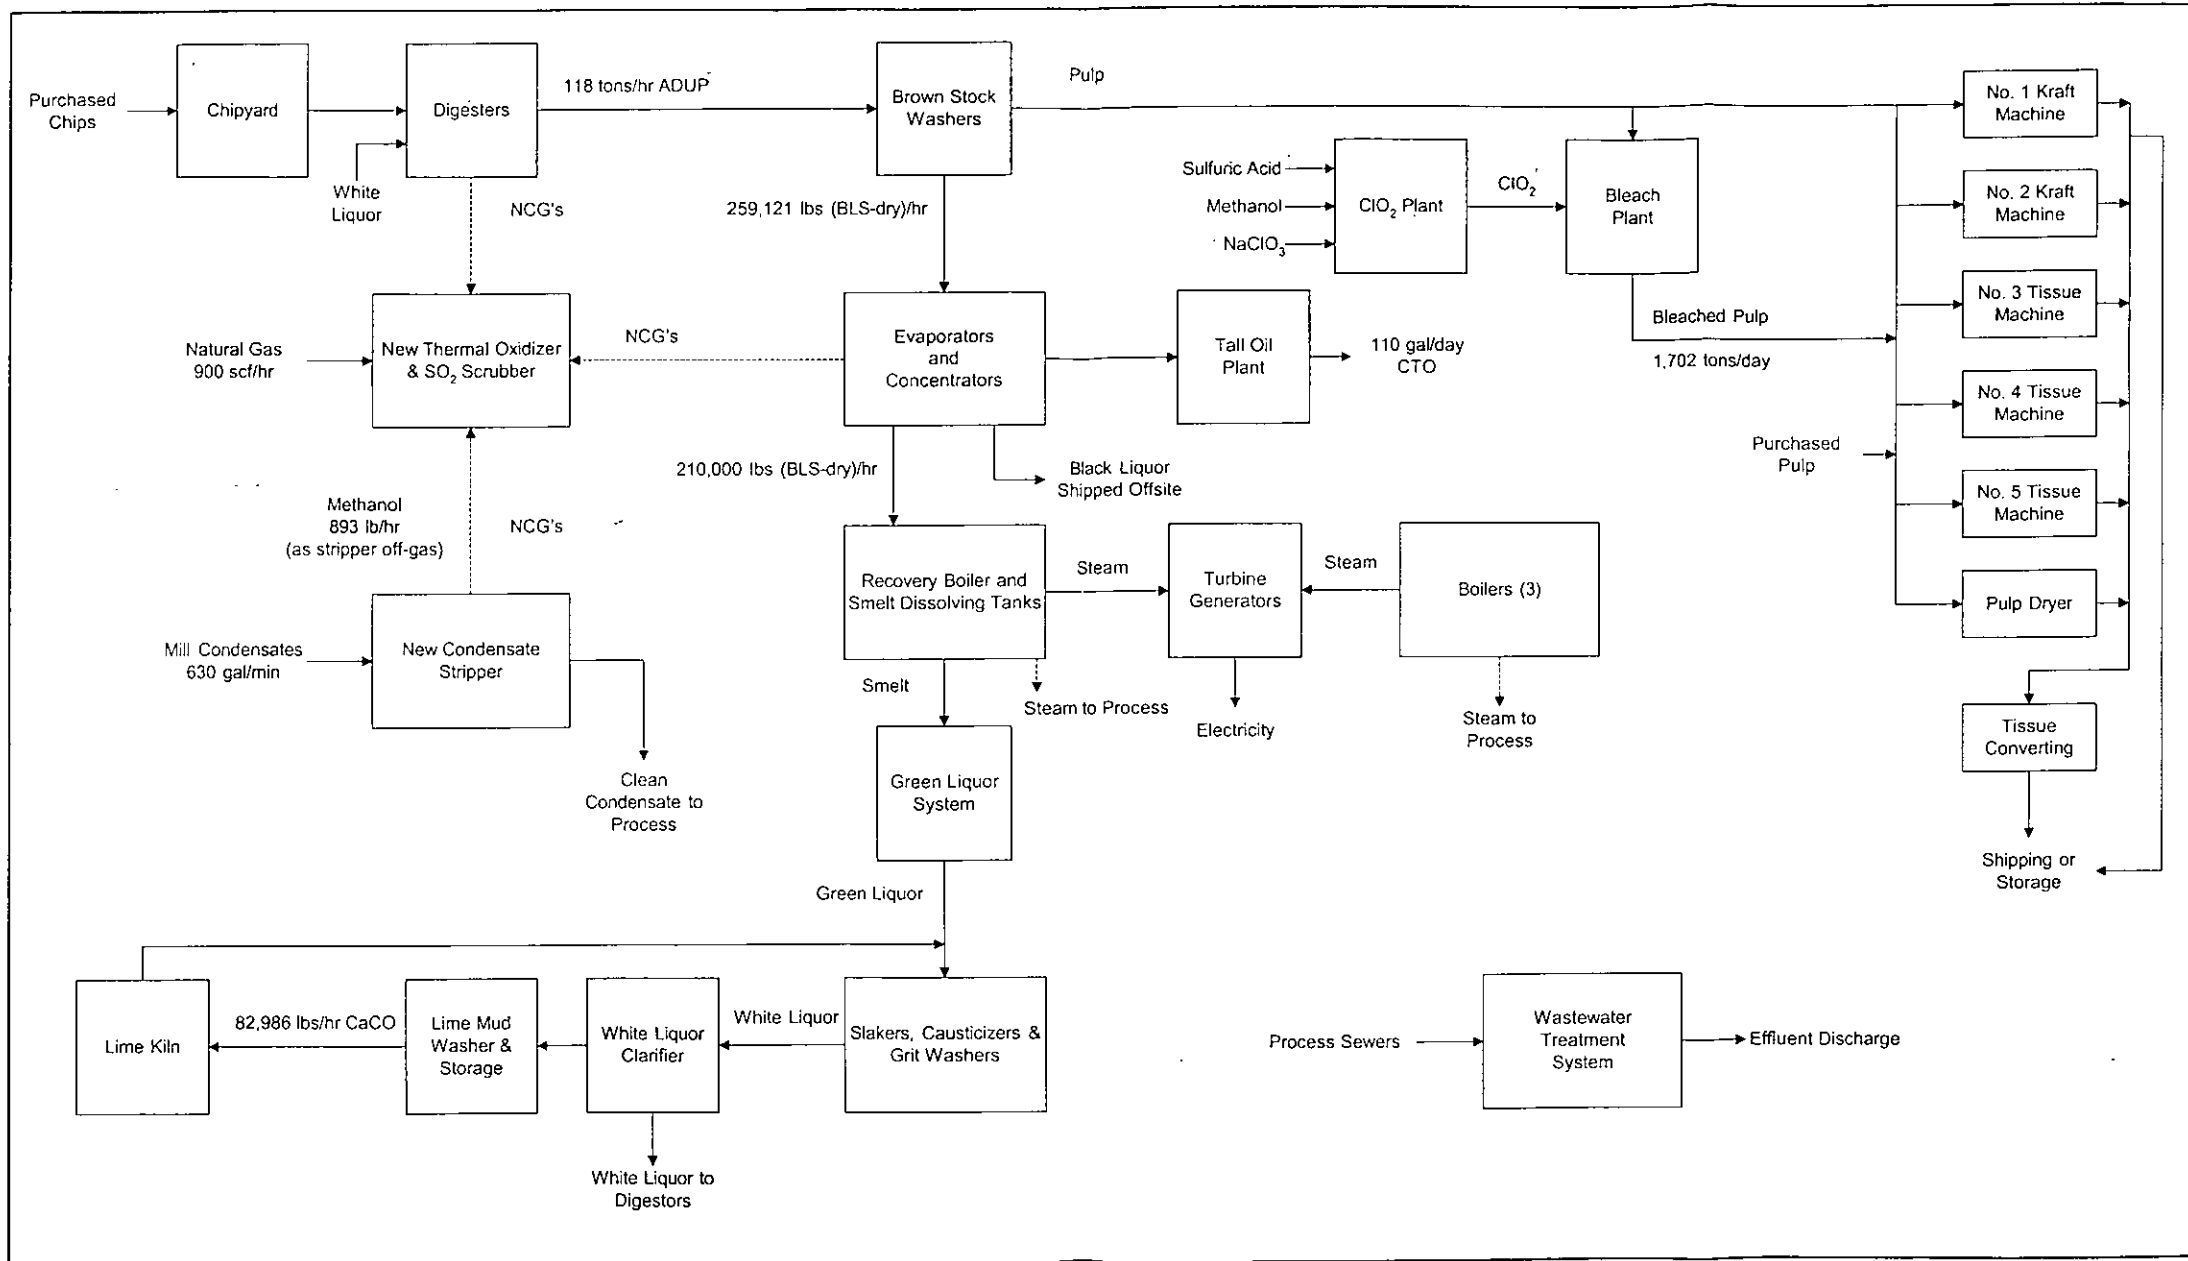 Purchased
Chips
Chipyard
Digesters
118 tons/hr ADUP
Brown Stock
Washers
Pulp
No. 1 Kraft
Machine
White
Liquor
NCG's
259,121 lbs (BLS-dry)/hr
Sulfuric Acid
Methanol
NaClO3
ClO2 Plant
ClO2
Bleach
Plant
No. 2 Kraft
Machine
Natural Gas
900 scf/hr
New Thermal Oxidizer
& SO2 Scrubber
NCG's
Evaporators
and
Concentrators
Tall Oil
Plant
110 gal/day
CTO
Bleached Pulp
1,702 tons/day
No. 3 Tissue
Machine
No. 4 Tissue
Machine
Purchased
Pulp
210,000 lbs (BLS-dry)/hr
Black Liquor
Shipped Offsite
No. 5 Tissue
Machine
Methanol
893 lb/hr
(as stripper off-gas)
NCG's
Recovery Boiler and
Smelt Dissolving Tanks
Steam
Turbine
Generators
Steam
Boilers (3)
Pulp Dryer
Mill Condensates
630 gal/min
New Condensate
Stripper
Smelt
Steam to Process
Electricity
Steam to
Process
Tissue
Converting
Clean
Condensate to
Process
Green Liquor
System
Shipping or
Storage
Green Liquor
Lime Kiln
82,986 lbs/hr CaCO
Lime Mud
Washer &
Storage
White Liquor
Clarifier
White Liquor
Slakers, Causticizers &
Grit Washers
Process Sewers
Wastewater
Treatment
System
Effluent Discharge
White Liquor to
Digestors